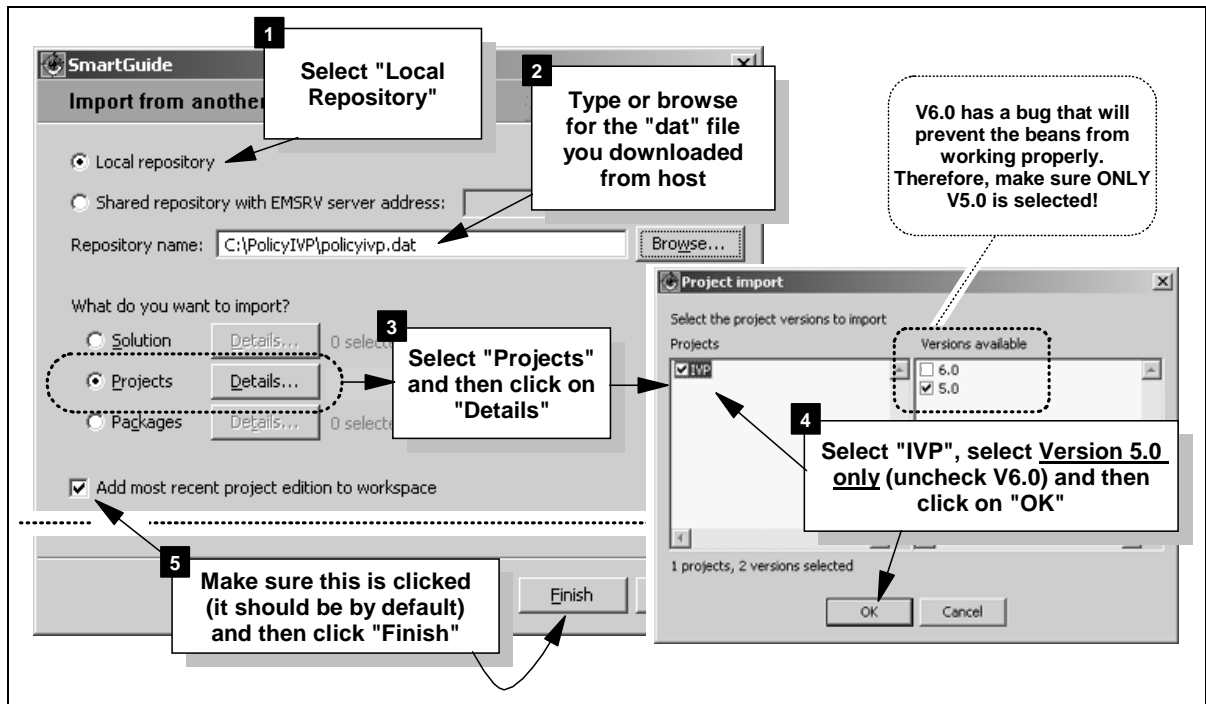 1
Select "Local
Repository"
SmartGuide
Import from another
2
Type or browse
for the "dat" file
you downloaded
from host
V6.0 has a bug that will
prevent the beans from
working properly.
Therefore, make sure ONLY
V5.0 is selected!
Local repository
Shared repository with EMSRV server address:
Repository name:
C:\PolicyIVP\policyivp.dat
Browse...
What do you want to import?
Solution
Details...
0 selecte
Projects
Details...
Packages
Details...
0 selecte
3
Select "Projects"
and then click on
"Details"
Project import
Select the project versions to import
Projects
Versions available
IVP
6.0
5.0
4
Select "IVP", select Version 5.0
only (uncheck V6.0) and then
click on "OK"
1 projects, 2 versions selected
OK
Cancel
Add most recent project edition to workspace
5
Make sure this is clicked
(it should be by default)
and then click "Finish"
Finish